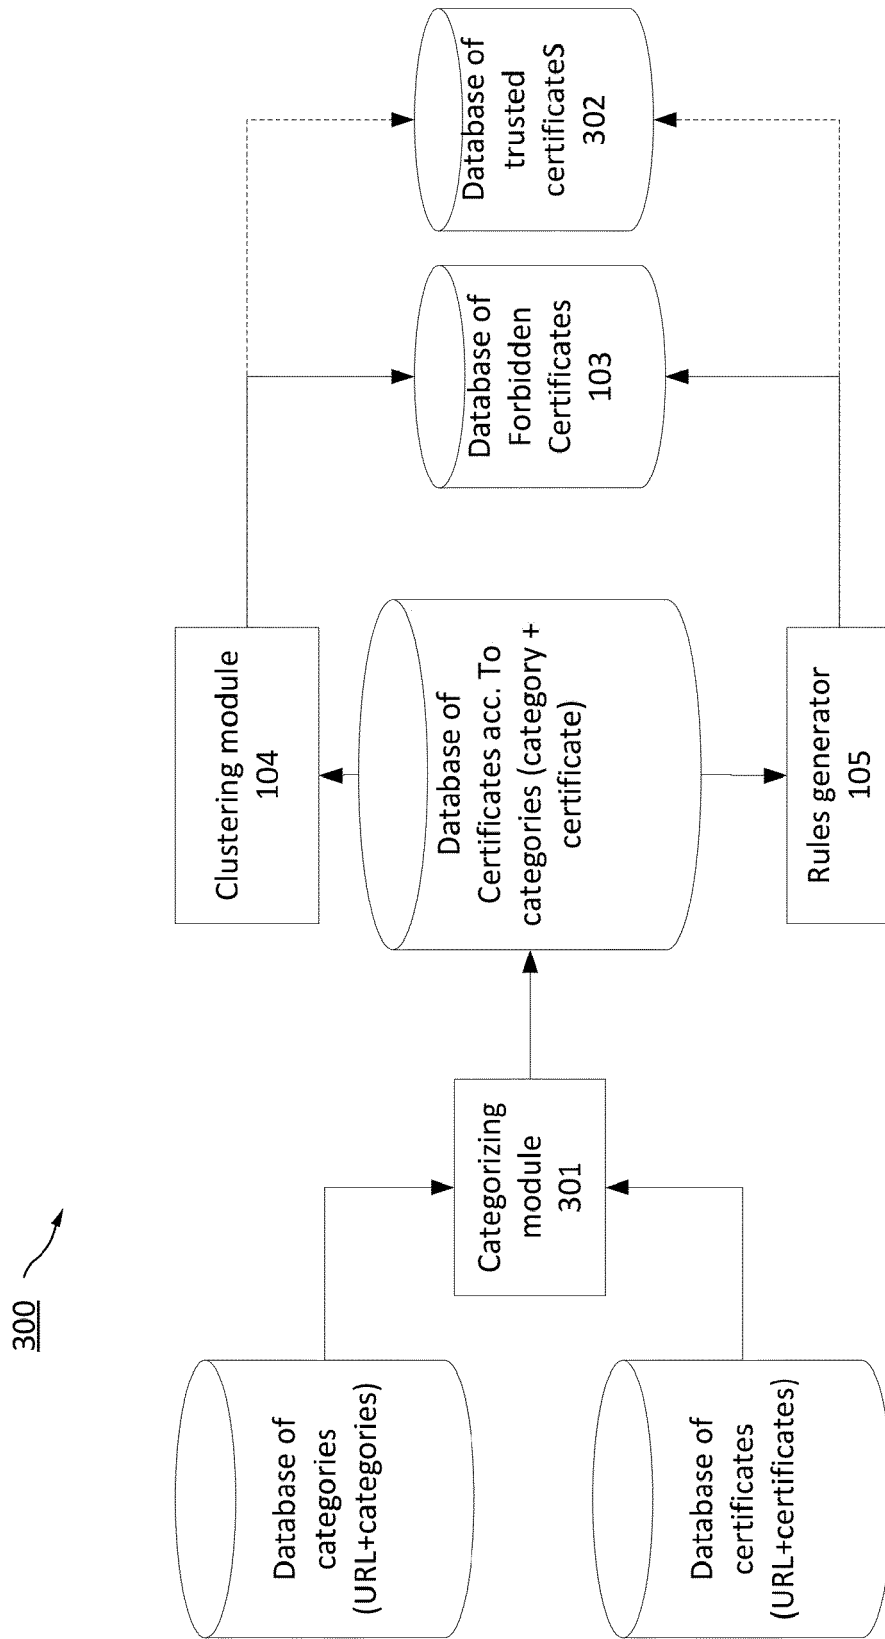 300
Database of
categories
(URL+categories)
Database of
certificates
(URL+certificates)
Categorizing
module
301
Clustering module
104
Database of
Certificates acc. To
categories (category +
certificate)
Rules generator
105
Database of
Forbidden
Certificates
103
Database of
trusted
certificateS
302